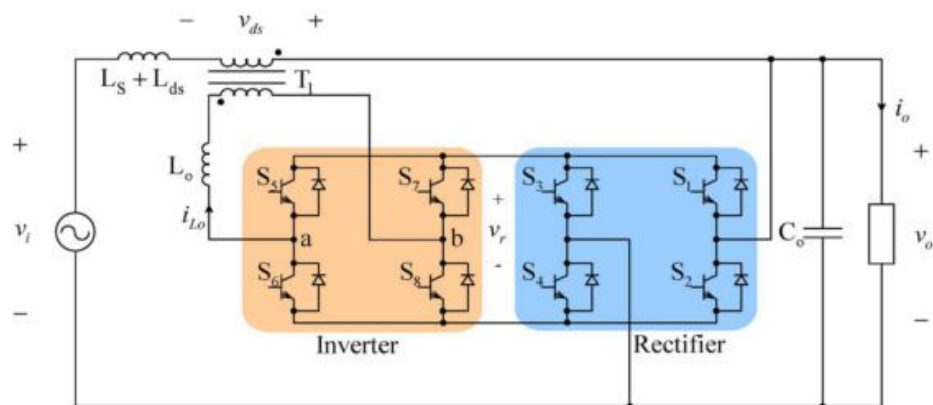 − v_ds +
L_S + L_ds
T_1
i_o
+
+
L_o
S_5
S_7
S_3
S_1
+
i_Lo
v_i
a
b
v_r
C_o
v_o
-
S_6
S_8
S_4
S_2
−
−
Inverter
Rectifier